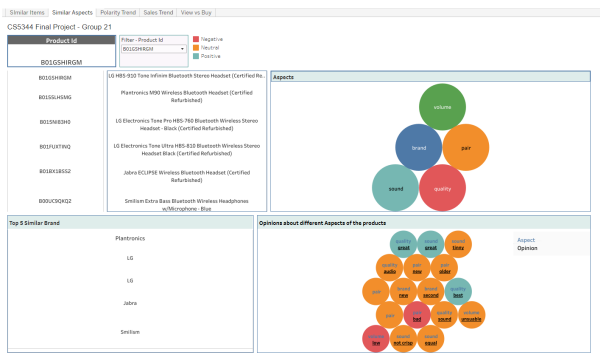 Similar Items
Similar Aspects
Polarity Trend
Sales Trend
View vs Buy
CS5344 Final Project - Group 21
Product Id
B01GSHIRGM
Filter - Product Id
B01GSHIRGM
Negative
Neutral
Positive
B01GSHIRGM
LG HBS-910 Tone Infinim Bluetooth Stereo Headset (Certified Re..
B01SSLHSMG
Plantronics M90 Wireless Bluetooth Headset (Certified
Refurbished)
B01SNI83H0
LG Electronics Tone Pro HBS-760 Bluetooth Wireless Stereo
Headset - Black (Certified Refurbished)
B01FUXTINQ
LG Electronics Tone Ultra HBS-810 Bluetooth Wireless Stereo
Headset Black (Certified Refurbished)
B01BX1BSS2
Jabra ECLIPSE Wireless Bluetooth Headset (Certified
Refurbished)
B00UC9QKQ2
Smilism Extra Bass Bluetooth Wireless Headphones
w/Microphone - Blue
Aspects
volume
brand
pair
sound
quality
Top 5 Similar Brand
Plantronics
LG
LG
Jabra
Smilism
Opinions about different Aspects of the products
Aspect
Opinion
quality
great
sound
great
sound
tinny
quality
audio
pair
new
pair
older
pair
brand
new
brand
second
quality
best
pair
bad
quality
sound
volume
unusable
low
sound
not crisp
sound
equal